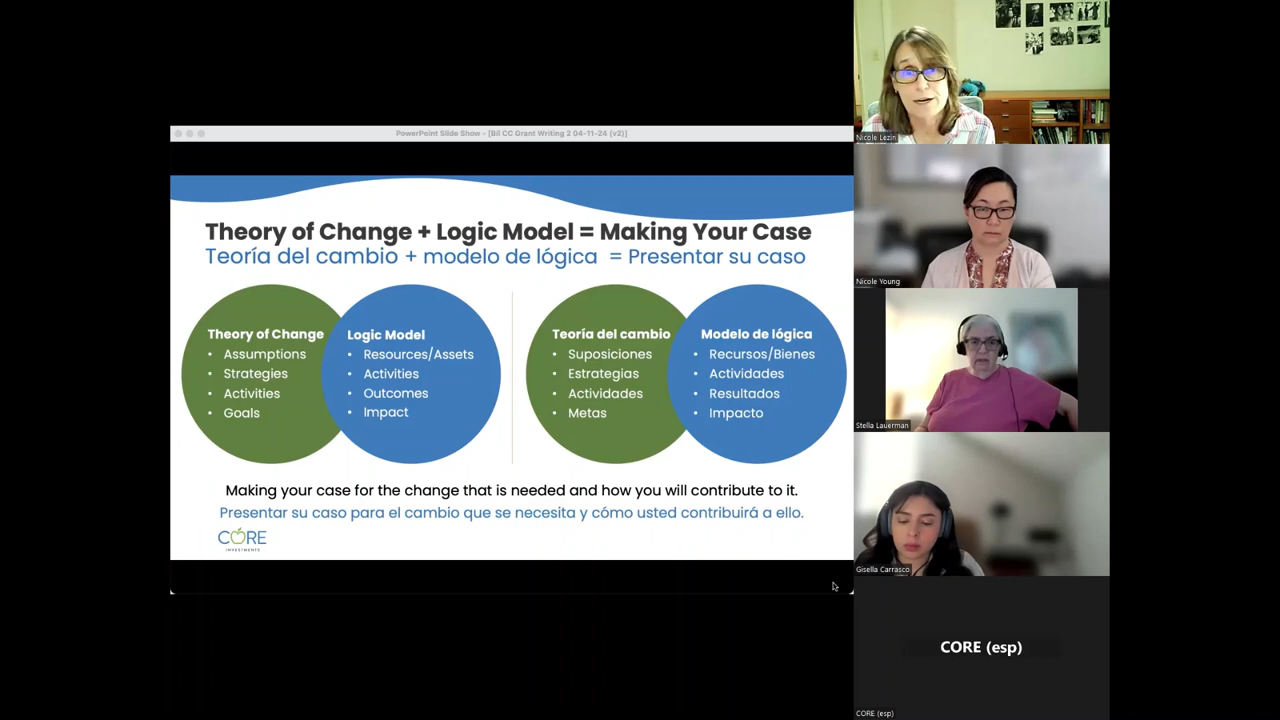 PowerPoint Slide Show - [Bil CC Grant Writing 2 04-11-24 (v2)]
Theory of Change + Logic Model = Making Your Case
Teoría del cambio + modelo de lógica = Presentar su caso
Theory of Change
• Assumptions
• Strategies
• Activities
• Goals
Logic Model
• Resources/Assets
• Activities
• Outcomes
• Impact
Teoría del cambio
• Suposiciones
• Estrategias
• Actividades
• Metas
Modelo de lógica
• Recursos/Bienes
• Actividades
• Resultados
• Impacto
Making your case for the change that is needed and how you will contribute to it.
Presentar su caso para el cambio que se necesita y cómo usted contribuirá a ello.
CORE
INVESTMENTS
Nicole Lezin
Nicole Young
Stella Lauerman
Gisella Carrasco
CORE (esp)
CORE (esp)